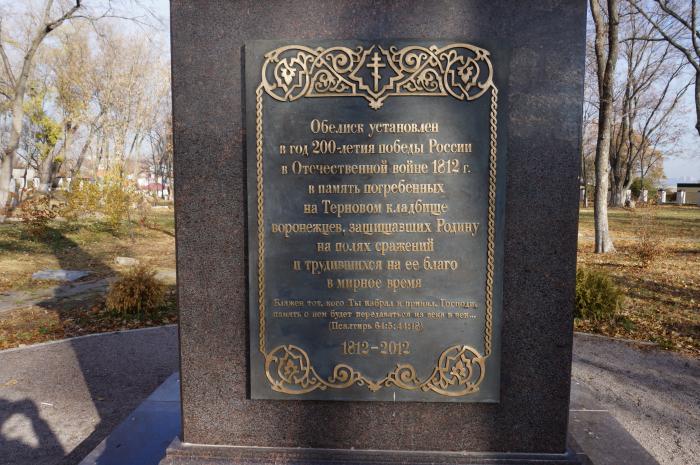 Обелиск установлен
в год 200-летия победы России
в Отечественной войне 1812 г.
в память погребенных
на Терновом кладбище
воронежцев, защищавших Родину
на полях сражений
и трудившихся на ее благо
в мирное время
Блажен тот, кого Ты избрал и принял, Господи,
память о нем будет передаваться из века в век...
(Псалтирь 64:5; 44:18)
1812-2012